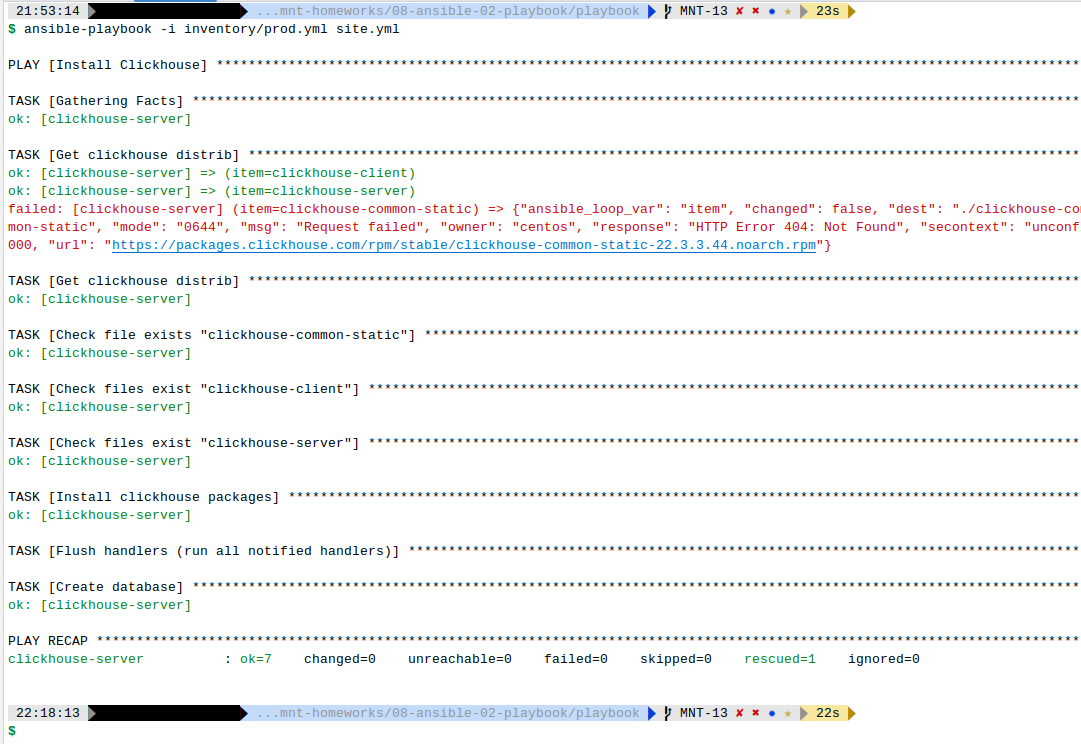 21:53:14 ...mnt-homeworks/08-ansible-02-playbook/playbook MNT-13 ✘ ✖ ● ★ 23s
$ ansible-playbook -i inventory/prod.yml site.yml
PLAY [Install Clickhouse] ************************************************************************************************************
TASK [Gathering Facts] ***************************************************************************************************************
ok: [clickhouse-server]
TASK [Get clickhouse distrib] ********************************************************************************************************
ok: [clickhouse-server] => (item=clickhouse-client)
ok: [clickhouse-server] => (item=clickhouse-server)
failed: [clickhouse-server] (item=clickhouse-common-static) => {"ansible_loop_var": "item", "changed": false, "dest": "./clickhouse-co
mon-static", "mode": "0644", "msg": "Request failed", "owner": "centos", "response": "HTTP Error 404: Not Found", "secontext": "unconf
000, "url": "https://packages.clickhouse.com/rpm/stable/clickhouse-common-static-22.3.3.44.noarch.rpm"}
TASK [Get clickhouse distrib] ********************************************************************************************************
ok: [clickhouse-server]
TASK [Check file exists "clickhouse-common-static"] **********************************************************************************
ok: [clickhouse-server]
TASK [Check files exist "clickhouse-client"] *****************************************************************************************
ok: [clickhouse-server]
TASK [Check files exist "clickhouse-server"] *****************************************************************************************
ok: [clickhouse-server]
TASK [Install clickhouse packages] ***************************************************************************************************
ok: [clickhouse-server]
TASK [Flush handlers (run all notified handlers)] ************************************************************************************
TASK [Create database] ***************************************************************************************************************
ok: [clickhouse-server]
PLAY RECAP ***************************************************************************************************************************
clickhouse-server : ok=7 changed=0 unreachable=0 failed=0 skipped=0 rescued=1 ignored=0
22:18:13 ...mnt-homeworks/08-ansible-02-playbook/playbook MNT-13 ✘ ✖ ● ★ 22s
$